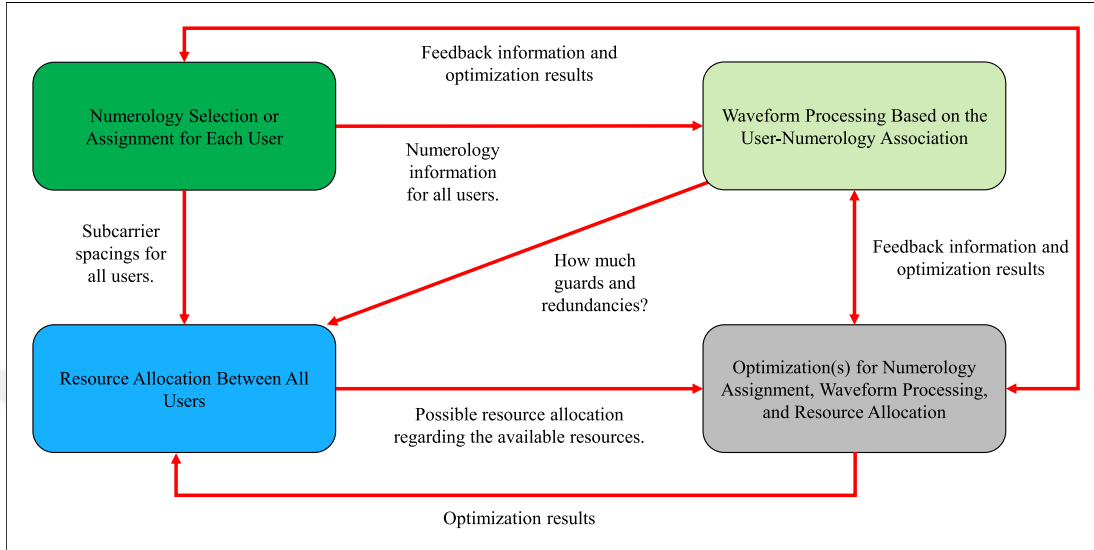 Feedback information and
optimization results
Numerology Selection or
Assignment for Each User
Waveform Processing Based on the
User-Numerology Association
Numerology
information
for all users.
Subcarrier
spacings for
all users.
How much
guards and
redundancies?
Feedback information and
optimization results
Resource Allocation Between All
Users
Optimization(s) for Numerology
Assignment, Waveform Processing,
and Resource Allocation
Possible resource allocation
regarding the available resources.
Optimization results